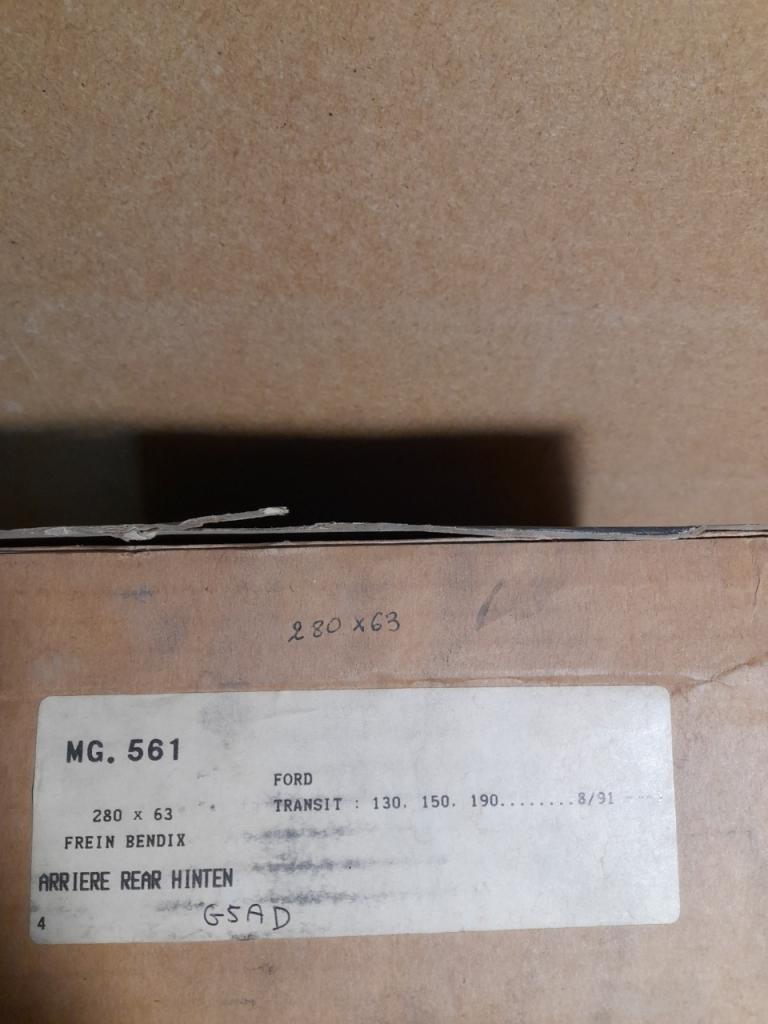 280 x 63
MG. 561
FORD
TRANSIT : 130. 150. 190........8/91 ----
280 x 63
FREIN BENDIX
ARRIERE REAR HINTEN
G5AD
4